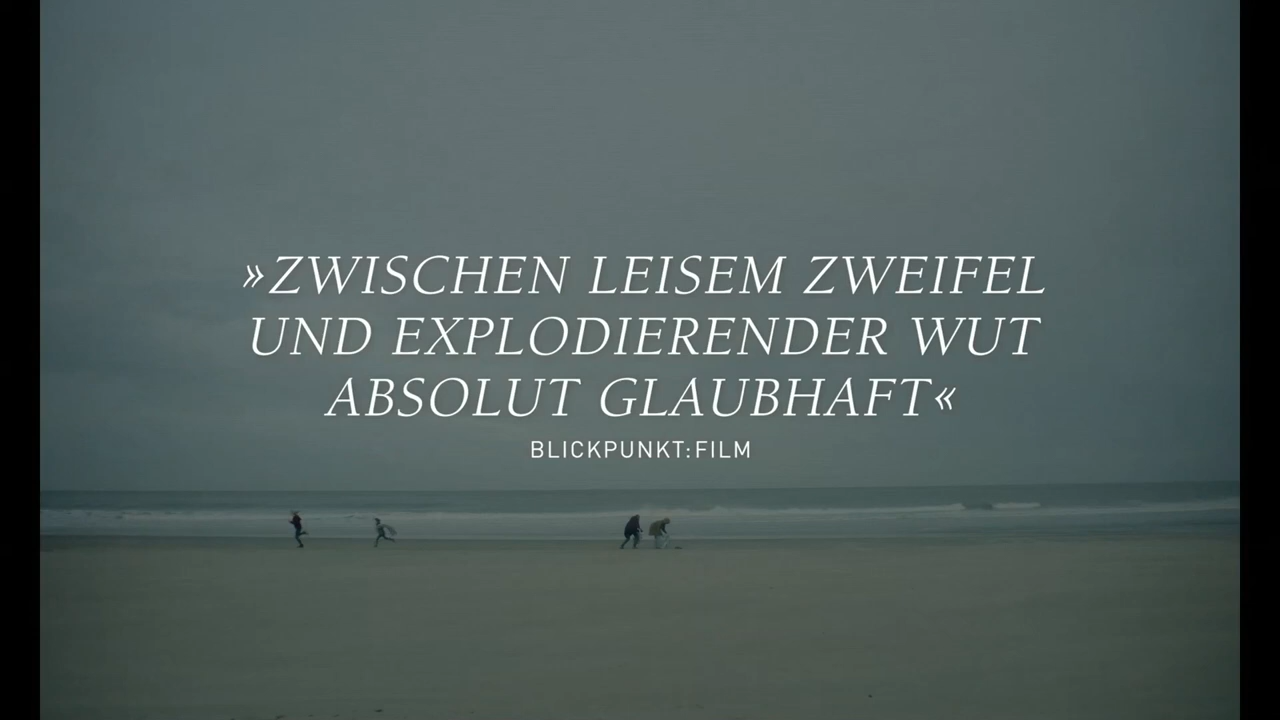 »ZWISCHEN LEISEM ZWEIFEL
UND EXPLODIERENDER WUT
ABSOLUT GLAUBHAFT«
BLICKPUNKT:FILM